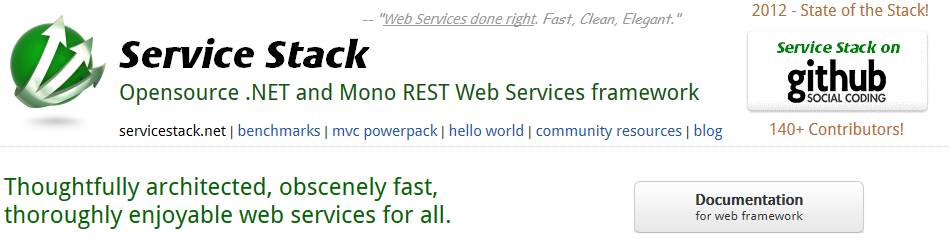 -- "Web Services done right. Fast, Clean, Elegant."
2012 - State of the Stack!
Service Stack
Opensource .NET and Mono REST Web Services framework
servicestack.net | benchmarks | mvc powerpack | hello world | community resources | blog
Service Stack on
github
SOCIAL CODING
140+ Contributors!
Thoughtfully architected, obscenely fast,
thoroughly enjoyable web services for all.
Documentation
for web framework